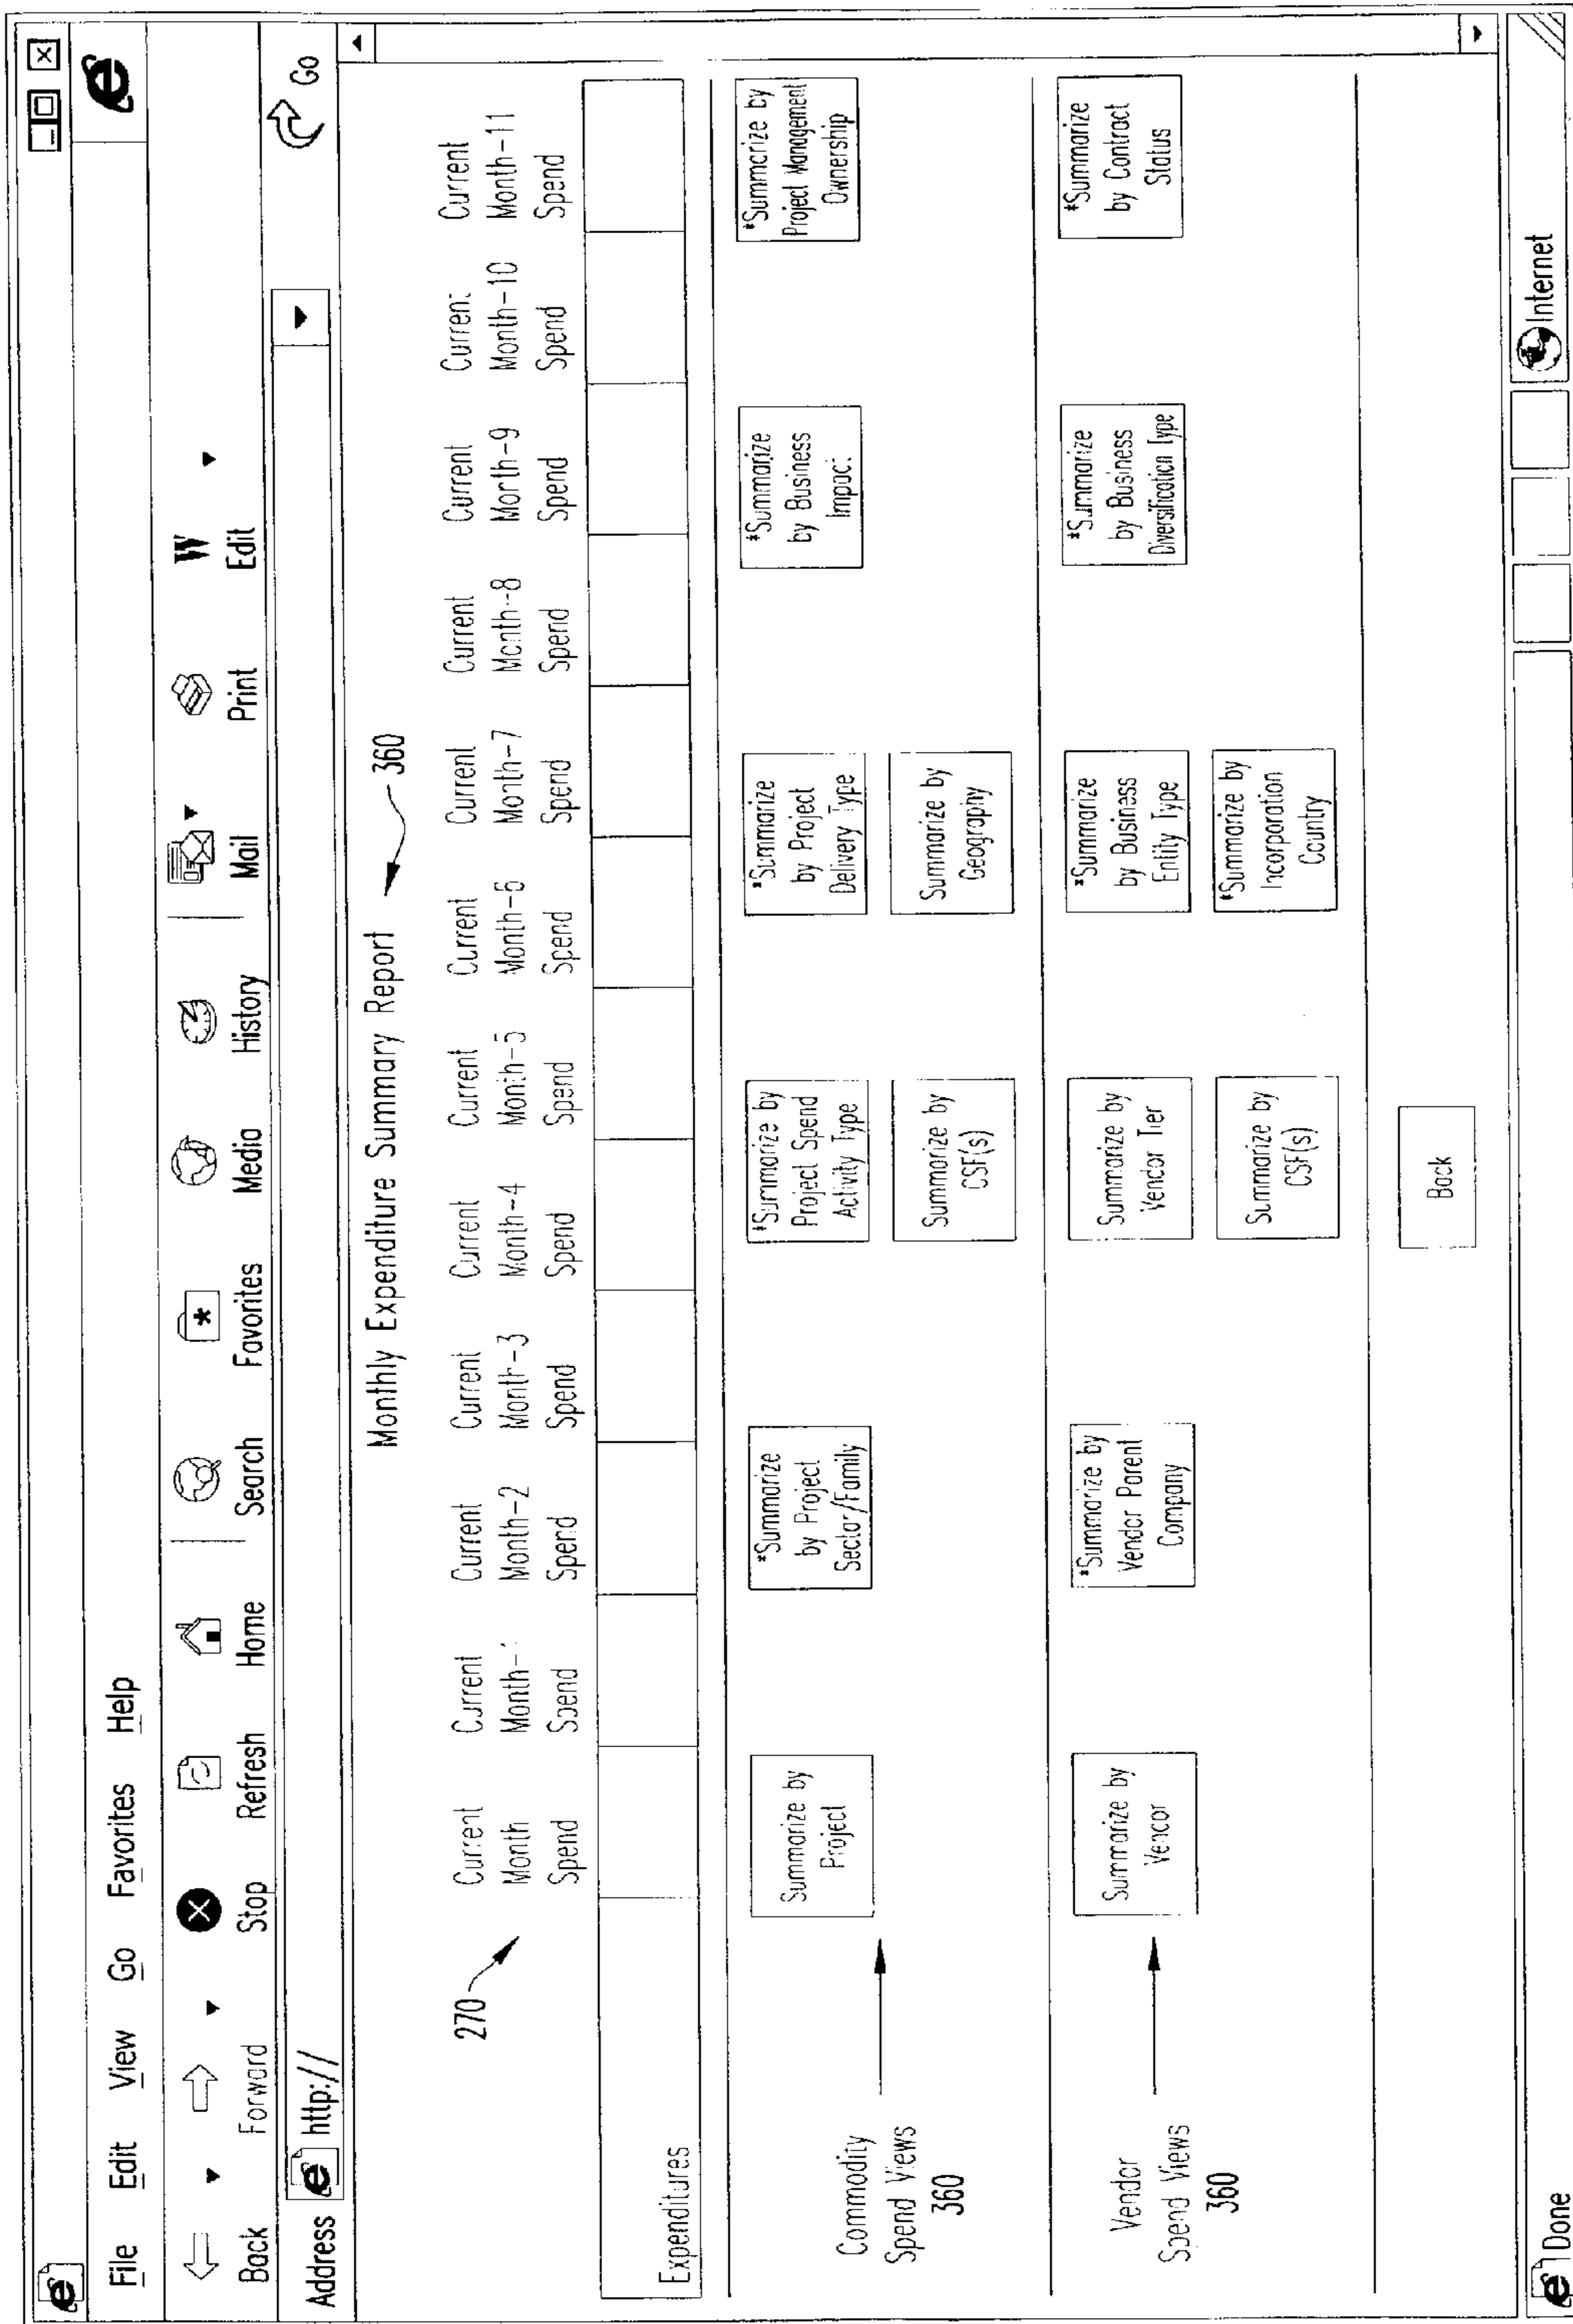 File Edit View Go Favorites Help
Back Forward Stop Refresh Home Search Favorites Media History Mail Print Edit
W
Address http:// Go
Monthly Expenditure Summary Report 360
270
Current Month Spend
Current Month- Spend
Current Month-2 Spend
Current Month-3 Spend
Current Month-4 Spend
Current Month-5 Spend
Current Month-6 Spend
Current Month-7 Spend
Current Month-8 Spend
Current Month-9 Spend
Current Month-10 Spend
Current Month-11 Spend
Expenditures
Commodity
Spend Views
360
Summarize by
Project
*Summarize
by Project
Sector/Family
*Summarize by
Project Spend
Activity Type
*Summarize
by Project
Delivery Type
*Summarize
by Business
Impact
*Summarize by
Project Management
Ownership
Summarize by
CSF(s)
Summarize by
Geography
Vendor
Spend Views
360
Summarize by
Vendor
*Summarize by
Vendor Parent
Company
Summarize by
Vendor Tier
*Summarize
by Business
Entity Type
*Summarize
by Business
Diversification Type
*Summarize
by Contract
Status
Summarize by
CSF(s)
*Summarize by
Incorporation
Country
Back
Done Internet